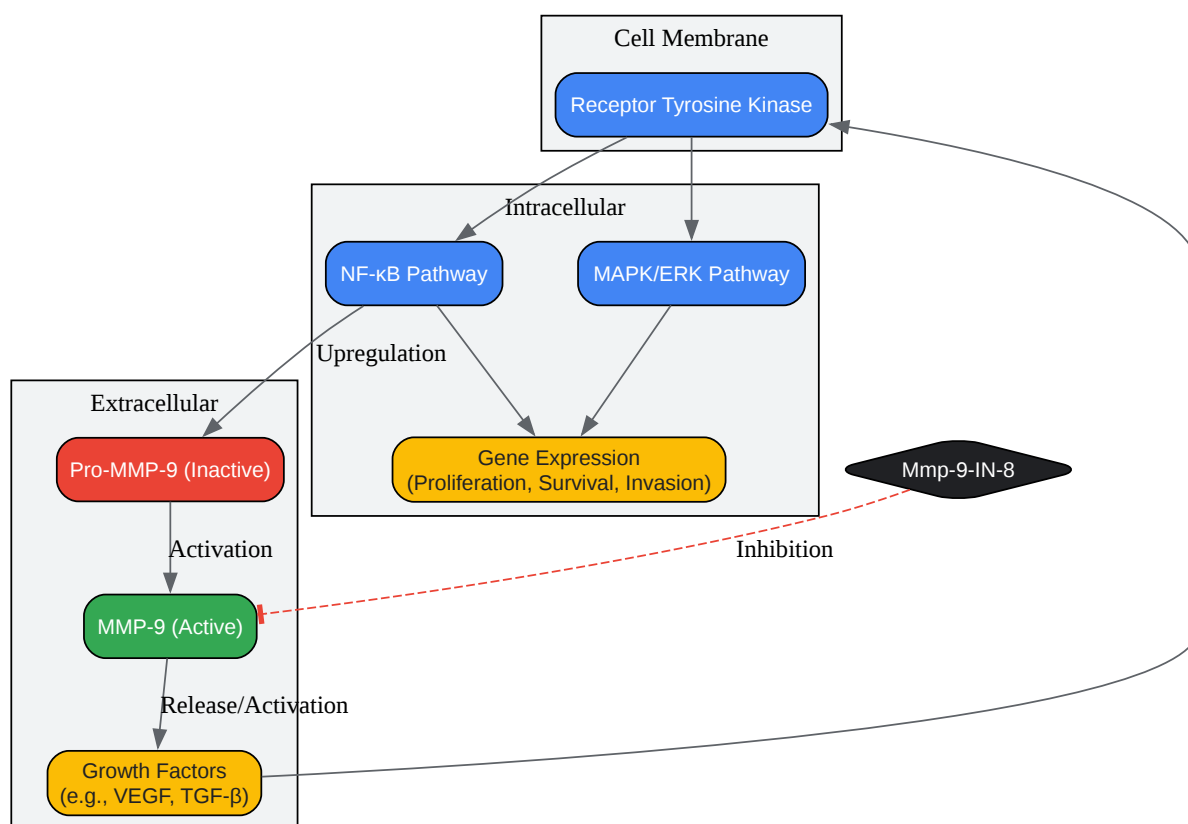 Cell Membrane
Receptor Tyrosine Kinase
Intracellular
NF-κB Pathway
MAPK/ERK Pathway
Upregulation
Extracellular
Pro-MMP-9 (Inactive)
Gene Expression
(Proliferation, Survival, Invasion)
Mmp-9-IN-8
Activation
Inhibition
MMP-9 (Active)
Release/Activation
Growth Factors
(e.g., VEGF, TGF-β)